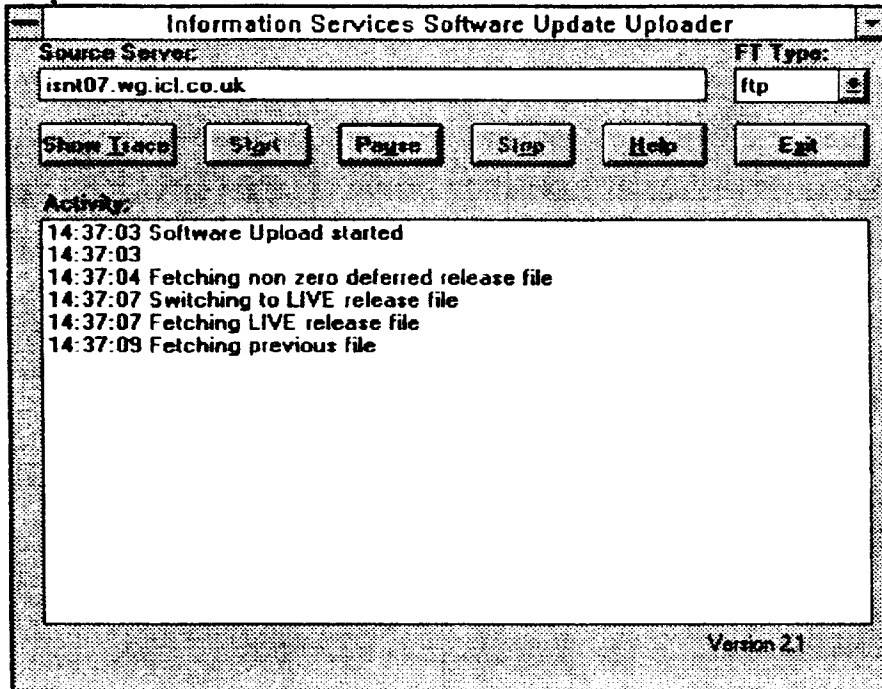 Information Services Software Update Uploader
Source Server: FT Type:
isnt07.wg.icl.co.uk ftp
Show Trace Start Pause Stop Help Exit
Activity:
14:37:03 Software Upload started
14:37:03
14:37:04 Fetching non zero deferred release file
14:37:07 Switching to LIVE release file
14:37:07 Fetching LIVE release file
14:37:09 Fetching previous file
Version 2.1